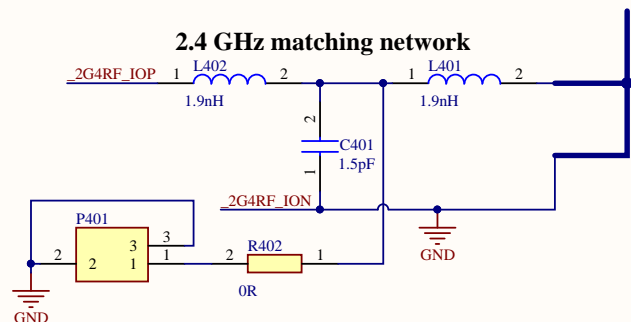 2.4 GHz matching network
_2G4RF_IOP 1 L402 2 1 L401 2
1.9nH 1.9nH
2
C401
1.5pF
1
_2G4RF_ION
P401
3
3
2 2 1 1 2 R402 1
GND
0R
GND